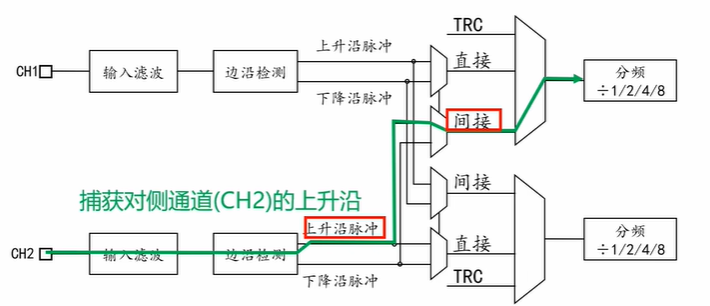 TRC
上升沿脉冲
直接
CH1
输入滤波
边沿检测
分频
÷1/2/4/8
下降沿脉冲
间接
间接
捕获对侧通道(CH2)的上升沿
上升沿脉冲
CH2
输入滤波
边沿检测
直接
分频
÷1/2/4/8
下降沿脉冲
TRC